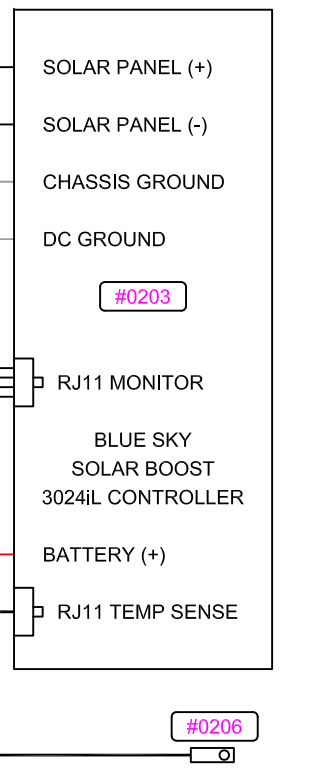 SOLAR PANEL (+)
SOLAR PANEL (-)
CHASSIS GROUND
DC GROUND
#0203
RJ11 MONITOR
BLUE SKY
SOLAR BOOST
3024iL CONTROLLER
BATTERY (+)
RJ11 TEMP SENSE
#0206